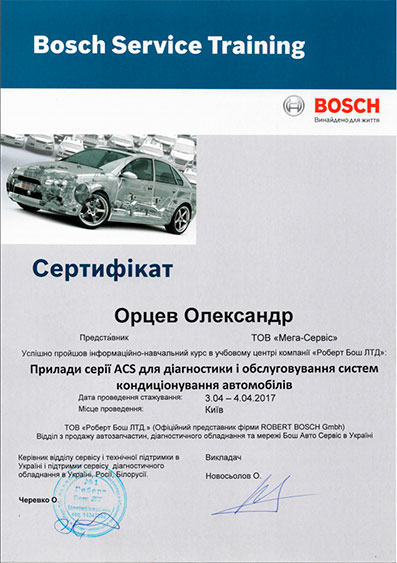 Bosch Service Training
BOSCH
Винайдено для життя
Сертифікат
Орцев Олександр
Представник ТОВ «Мега-Сервіс»
Успішно пройшов інформаційно-навчальний курс в учбовому центрі компанії «Роберт Бош ЛТД»:
Прилади серії ACS для діагностики і обслуговування систем
кондиціонування автомобілів
Дата проведення стажування: 3.04 – 4.04.2017
Місце проведення: Київ
ТОВ «Роберт Бош ЛТД.» (Офіційний представник фірми ROBERT BOSCH Gmbh)
Відділ з продажу автозапчастин, діагностичного обладнання та мережі Бош Авто Сервіс в Україні
Керівник відділу сервісу і технічної підтримки в Викладач
Україні і підтримки сервісу діагностичного
обладнання в Україні, Росії, Білорусії. Новосьолов О.
Черевко О.
Роберт
Бош ЛТД